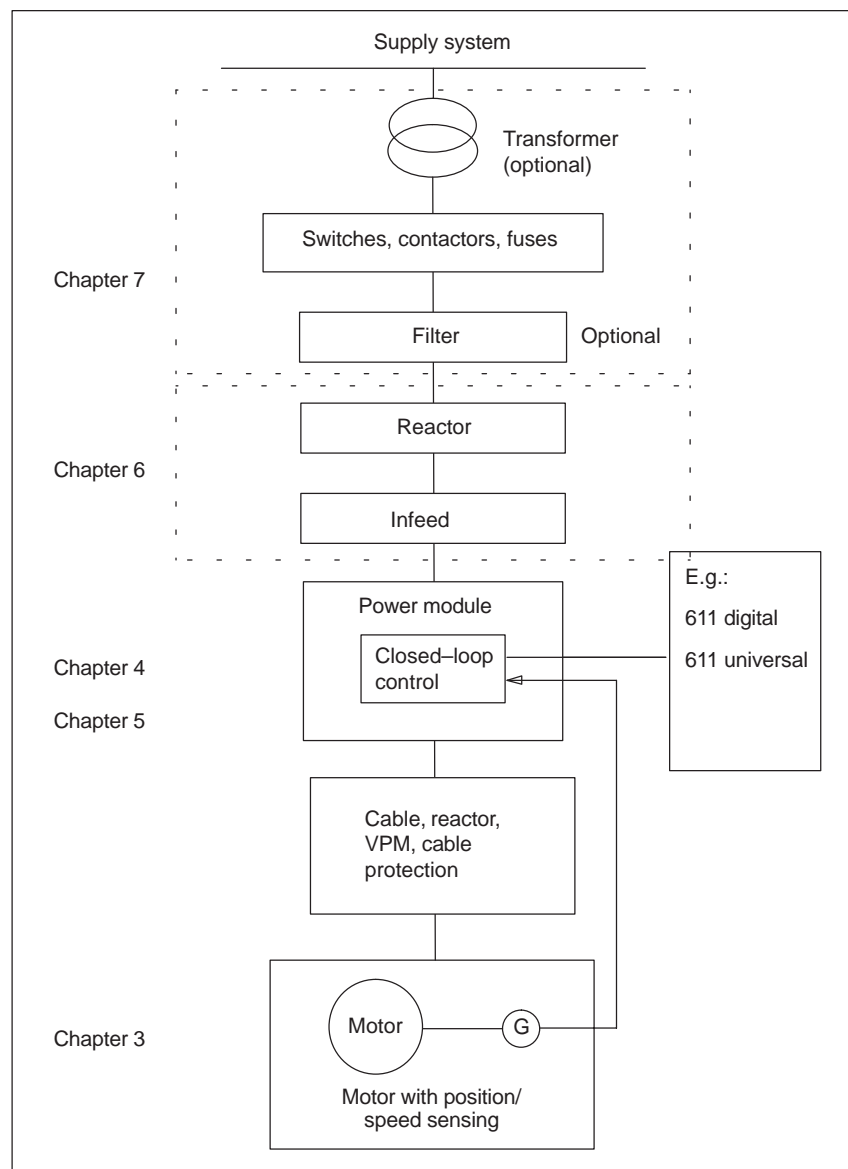 Supply system
Transformer
(optional)
Switches, contactors, fuses
Chapter 7
Filter
Optional
Reactor
Chapter 6
Infeed
E.g.:
611 digital
611 universal
Power module
Closed–loop
control
Chapter 4
Chapter 5
Cable, reactor,
VPM, cable
protection
Chapter 3
Motor
G
Motor with position/
speed sensing